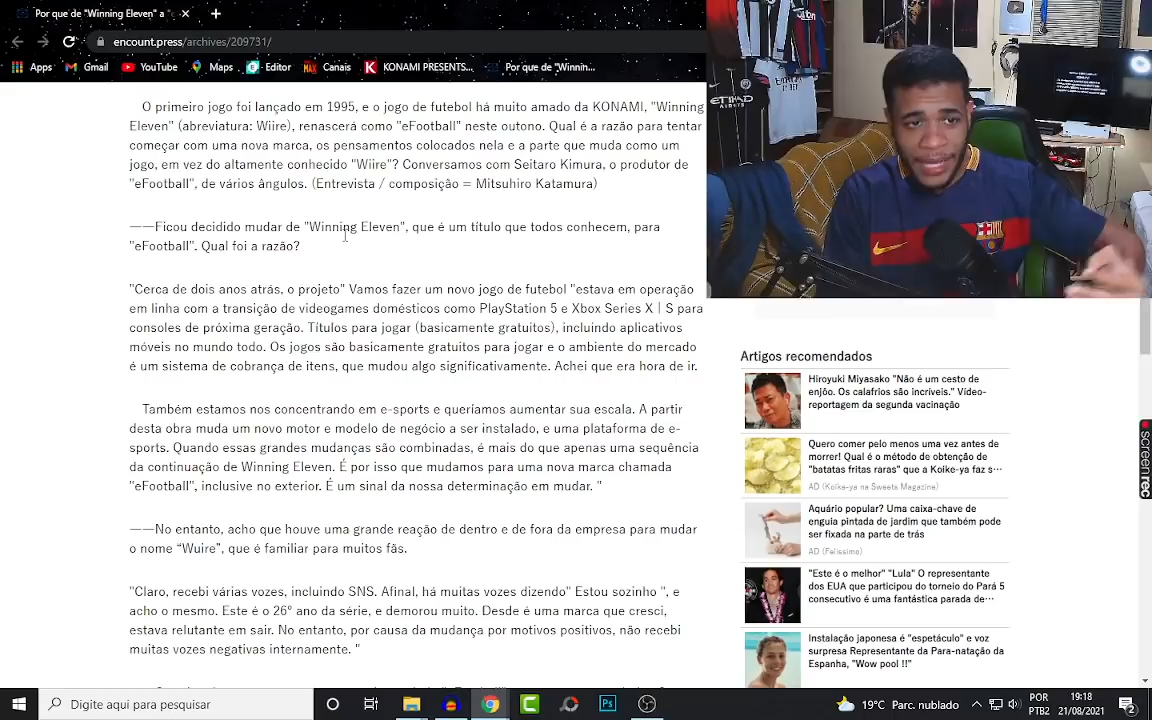 Por que de "Winning Eleven" a "e
encount.press/archives/209731/
Apps Gmail YouTube Maps Editor Canais KONAMI PRESENTS... Por que de "Winnin...
O primeiro jogo foi lançado em 1995, e o jogo de futebol há muito amado da KONAMI, "Winning
Eleven" (abreviatura: Wiire), renascerá como "eFootball" neste outono. Qual é a razão para tentar
começar com uma nova marca, os pensamentos colocados nela e a parte que muda como um
jogo, em vez do altamente conhecido "Wiire"? Conversamos com Seitaro Kimura, o produtor de
"eFootball", de vários ângulos. (Entrevista / composição = Mitsuhiro Katamura)
——Ficou decidido mudar de "Winning Eleven", que é um título que todos conhecem, para
"eFootball". Qual foi a razão?
"Cerca de dois anos atrás, o projeto" Vamos fazer um novo jogo de futebol "estava em operação
em linha com a transição de videogames domésticos como PlayStation 5 e Xbox Series X | S para
consoles de próxima geração. Títulos para jogar (basicamente gratuitos), incluindo aplicativos
móveis no mundo todo. Os jogos são basicamente gratuitos para jogar e o ambiente do mercado
é um sistema de cobrança de itens, que mudou algo significativamente. Achei que era hora de ir.
Também estamos nos concentrando em e-sports e queríamos aumentar sua escala. A partir
desta obra muda um novo motor e modelo de negócio a ser instalado, e uma plataforma de e-
sports. Quando essas grandes mudanças são combinadas, é mais do que apenas uma sequência
da continuação de Winning Eleven. É por isso que mudamos para uma nova marca chamada
"eFootball", inclusive no exterior. É um sinal da nossa determinação em mudar. "
——No entanto, acho que houve uma grande reação de dentro e de fora da empresa para mudar
o nome “Wuire”, que é familiar para muitos fãs.
"Claro, recebi várias vozes, incluindo SNS. Afinal, há muitas vozes dizendo" Estou sozinho ", e
acho o mesmo. Este é o 26º ano da série, e demorou muito. Desde é uma marca que cresci,
estava relutante em sair. No entanto, por causa da mudança por motivos positivos, não recebi
muitas vozes negativas internamente. "
ETIHAD
AIRWAYS
Artigos recomendados
Hiroyuki Miyasako "Não é um cesto de
enjôo. Os calafrios são incríveis." Vídeo-
reportagem da segunda vacinação
Quero comer pelo menos uma vez antes de
morrer! Qual é o método de obtenção de
"batatas fritas raras" que a Koike-ya faz s...
AD (Koike-ya na Sweets Magazine)
Aquário popular? Uma caixa-chave de
enguia pintada de jardim que também pode
ser fixada na parte de trás
AD (Felissimo)
"Este é o melhor" "Lula" O representante
dos EUA que participou do torneio do Pará 5
consecutivo é uma fantástica parada de...
Instalação japonesa é "espetáculo" e voz
surpresa Representante da Para-natação da
Espanha, "Wow pool !!"
screenrec
Digite aqui para pesquisar
19°C Parc. nublado
POR
PTB2
19:18
21/08/2021
2